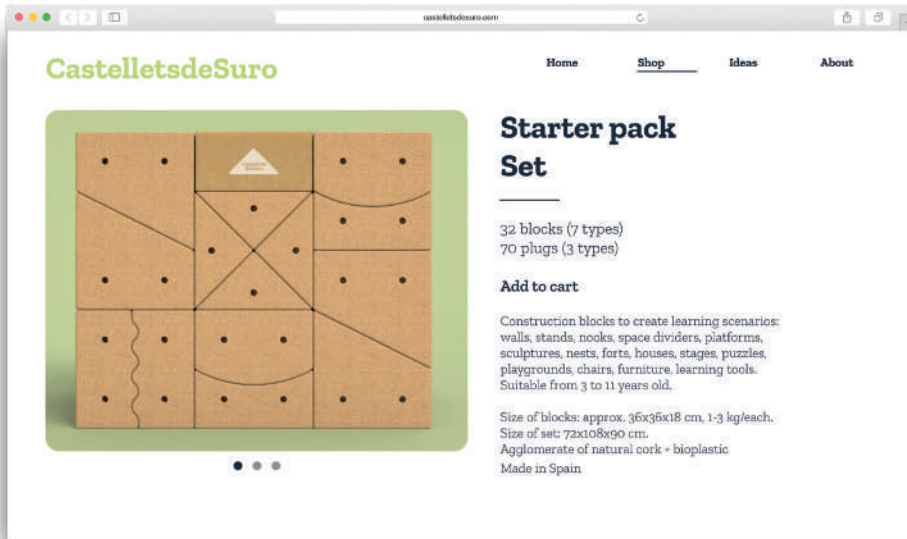 castelletsdesuro.com
CastelletsdeSuro
Home
Shop
Ideas
About
Starter pack
Set
32 blocks (7 types)
70 plugs (3 types)
Add to cart
Construction blocks to create learning scenarios:
walls, stands, nooks, space dividers, platforms,
sculptures, nests, forts, houses, stages, puzzles,
playgrounds, chairs, furniture, learning tools.
Suitable from 3 to 11 years old.
Size of blocks: approx. 36x36x18 cm, 1-3 kg/each.
Size of set: 72x108x90 cm.
Agglomerate of natural cork + bioplastic
Made in Spain